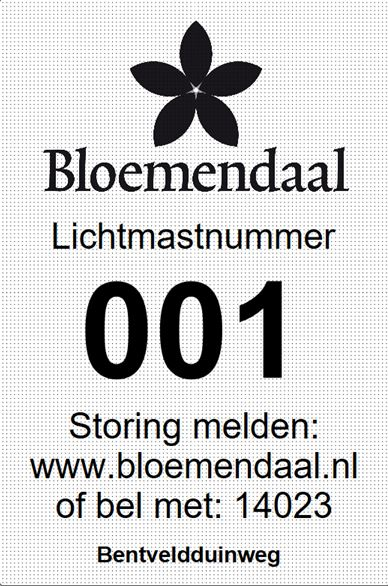 Bloemendaal
Lichtmastnummer
001
Storing melden:
www.bloemendaal.nl
of bel met: 14023
Bentveldduinweg